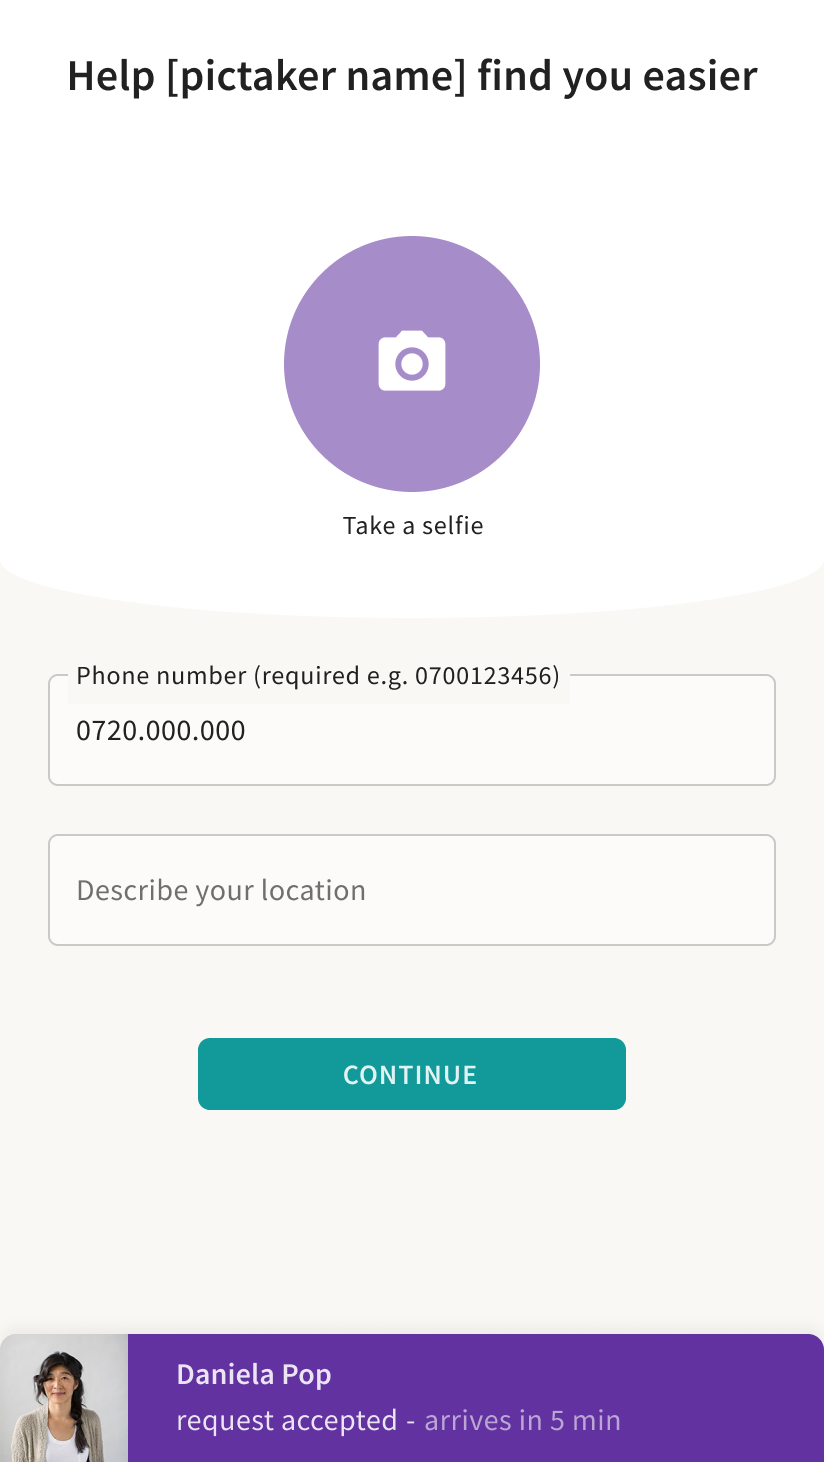 Help [pictaker name] find you easier
Take a selfie
Phone number (required e.g. 0700123456)
0720.000.000
Describe your location
CONTINUE
Daniela Pop
request accepted - arrives in 5 min